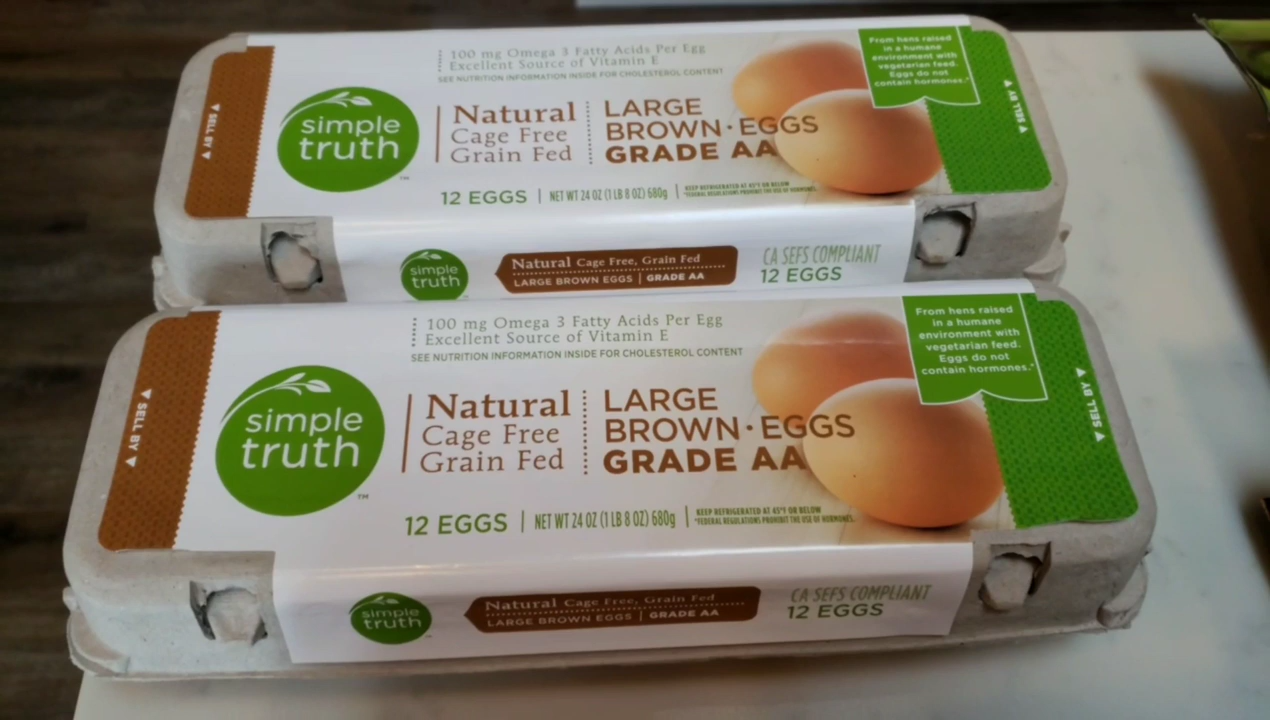 100 mg Omega 3 Fatty Acids Per Egg
Excellent Source of Vitamin E
SEE NUTRITION INFORMATION INSIDE FOR CHOLESTEROL CONTENT
From hens raised
in a humane
environment with
vegetarian feed.
Eggs do not
contain hormones.*
SELL BY
simple
truth
™
Natural
Cage Free
Grain Fed
LARGE
BROWN·EGGS
GRADE AA
SELL BY
12 EGGS | NET WT 24 OZ (1 LB 8 OZ) 680g
KEEP REFRIGERATED AT 45°F OR BELOW
*FEDERAL REGULATIONS PROHIBIT THE USE OF HORMONES.
simple
truth
Natural Cage Free, Grain Fed
LARGE BROWN EGGS | GRADE AA
CA SEFS COMPLIANT
12 EGGS
100 mg Omega 3 Fatty Acids Per Egg
Excellent Source of Vitamin E
SEE NUTRITION INFORMATION INSIDE FOR CHOLESTEROL CONTENT
From hens raised
in a humane
environment with
vegetarian feed.
Eggs do not
contain hormones.*
SELL BY
simple
truth
™
Natural
Cage Free
Grain Fed
LARGE
BROWN·EGGS
GRADE AA
SELL BY
12 EGGS | NET WT 24 OZ (1 LB 8 OZ) 680g
KEEP REFRIGERATED AT 45°F OR BELOW
*FEDERAL REGULATIONS PROHIBIT THE USE OF HORMONES.
simple
truth
Natural Cage Free, Grain Fed
LARGE BROWN EGGS | GRADE AA
CA SEFS COMPLIANT
12 EGGS